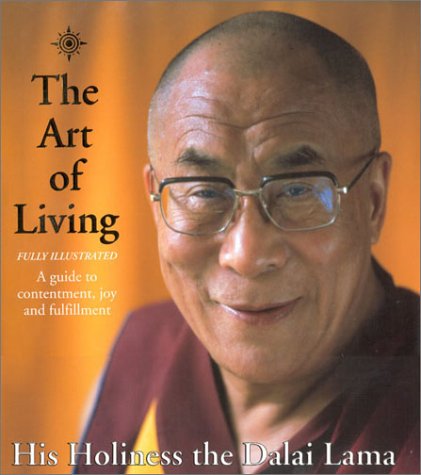 The
Art
of
Living
FULLY ILLUSTRATED
A guide to
contentment, joy
and fulfillment
His Holiness the Dalai Lama